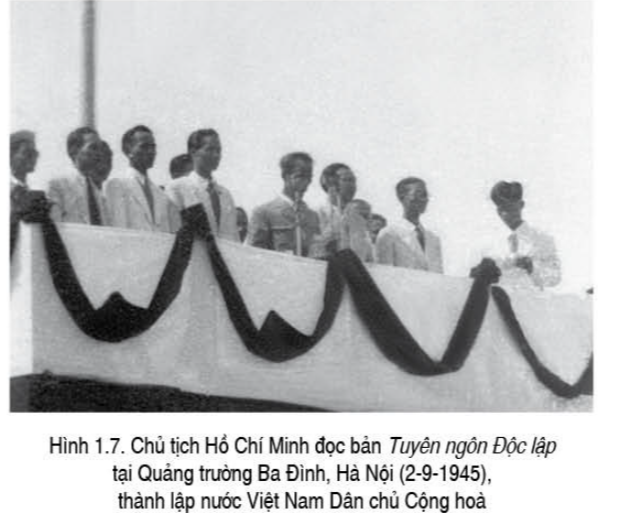 Hình 1.7. Chủ tịch Hồ Chí Minh đọc bản Tuyên ngôn Độc lập
tại Quảng trường Ba Đình, Hà Nội (2-9-1945),
thành lập nước Việt Nam Dân chủ Cộng hoà